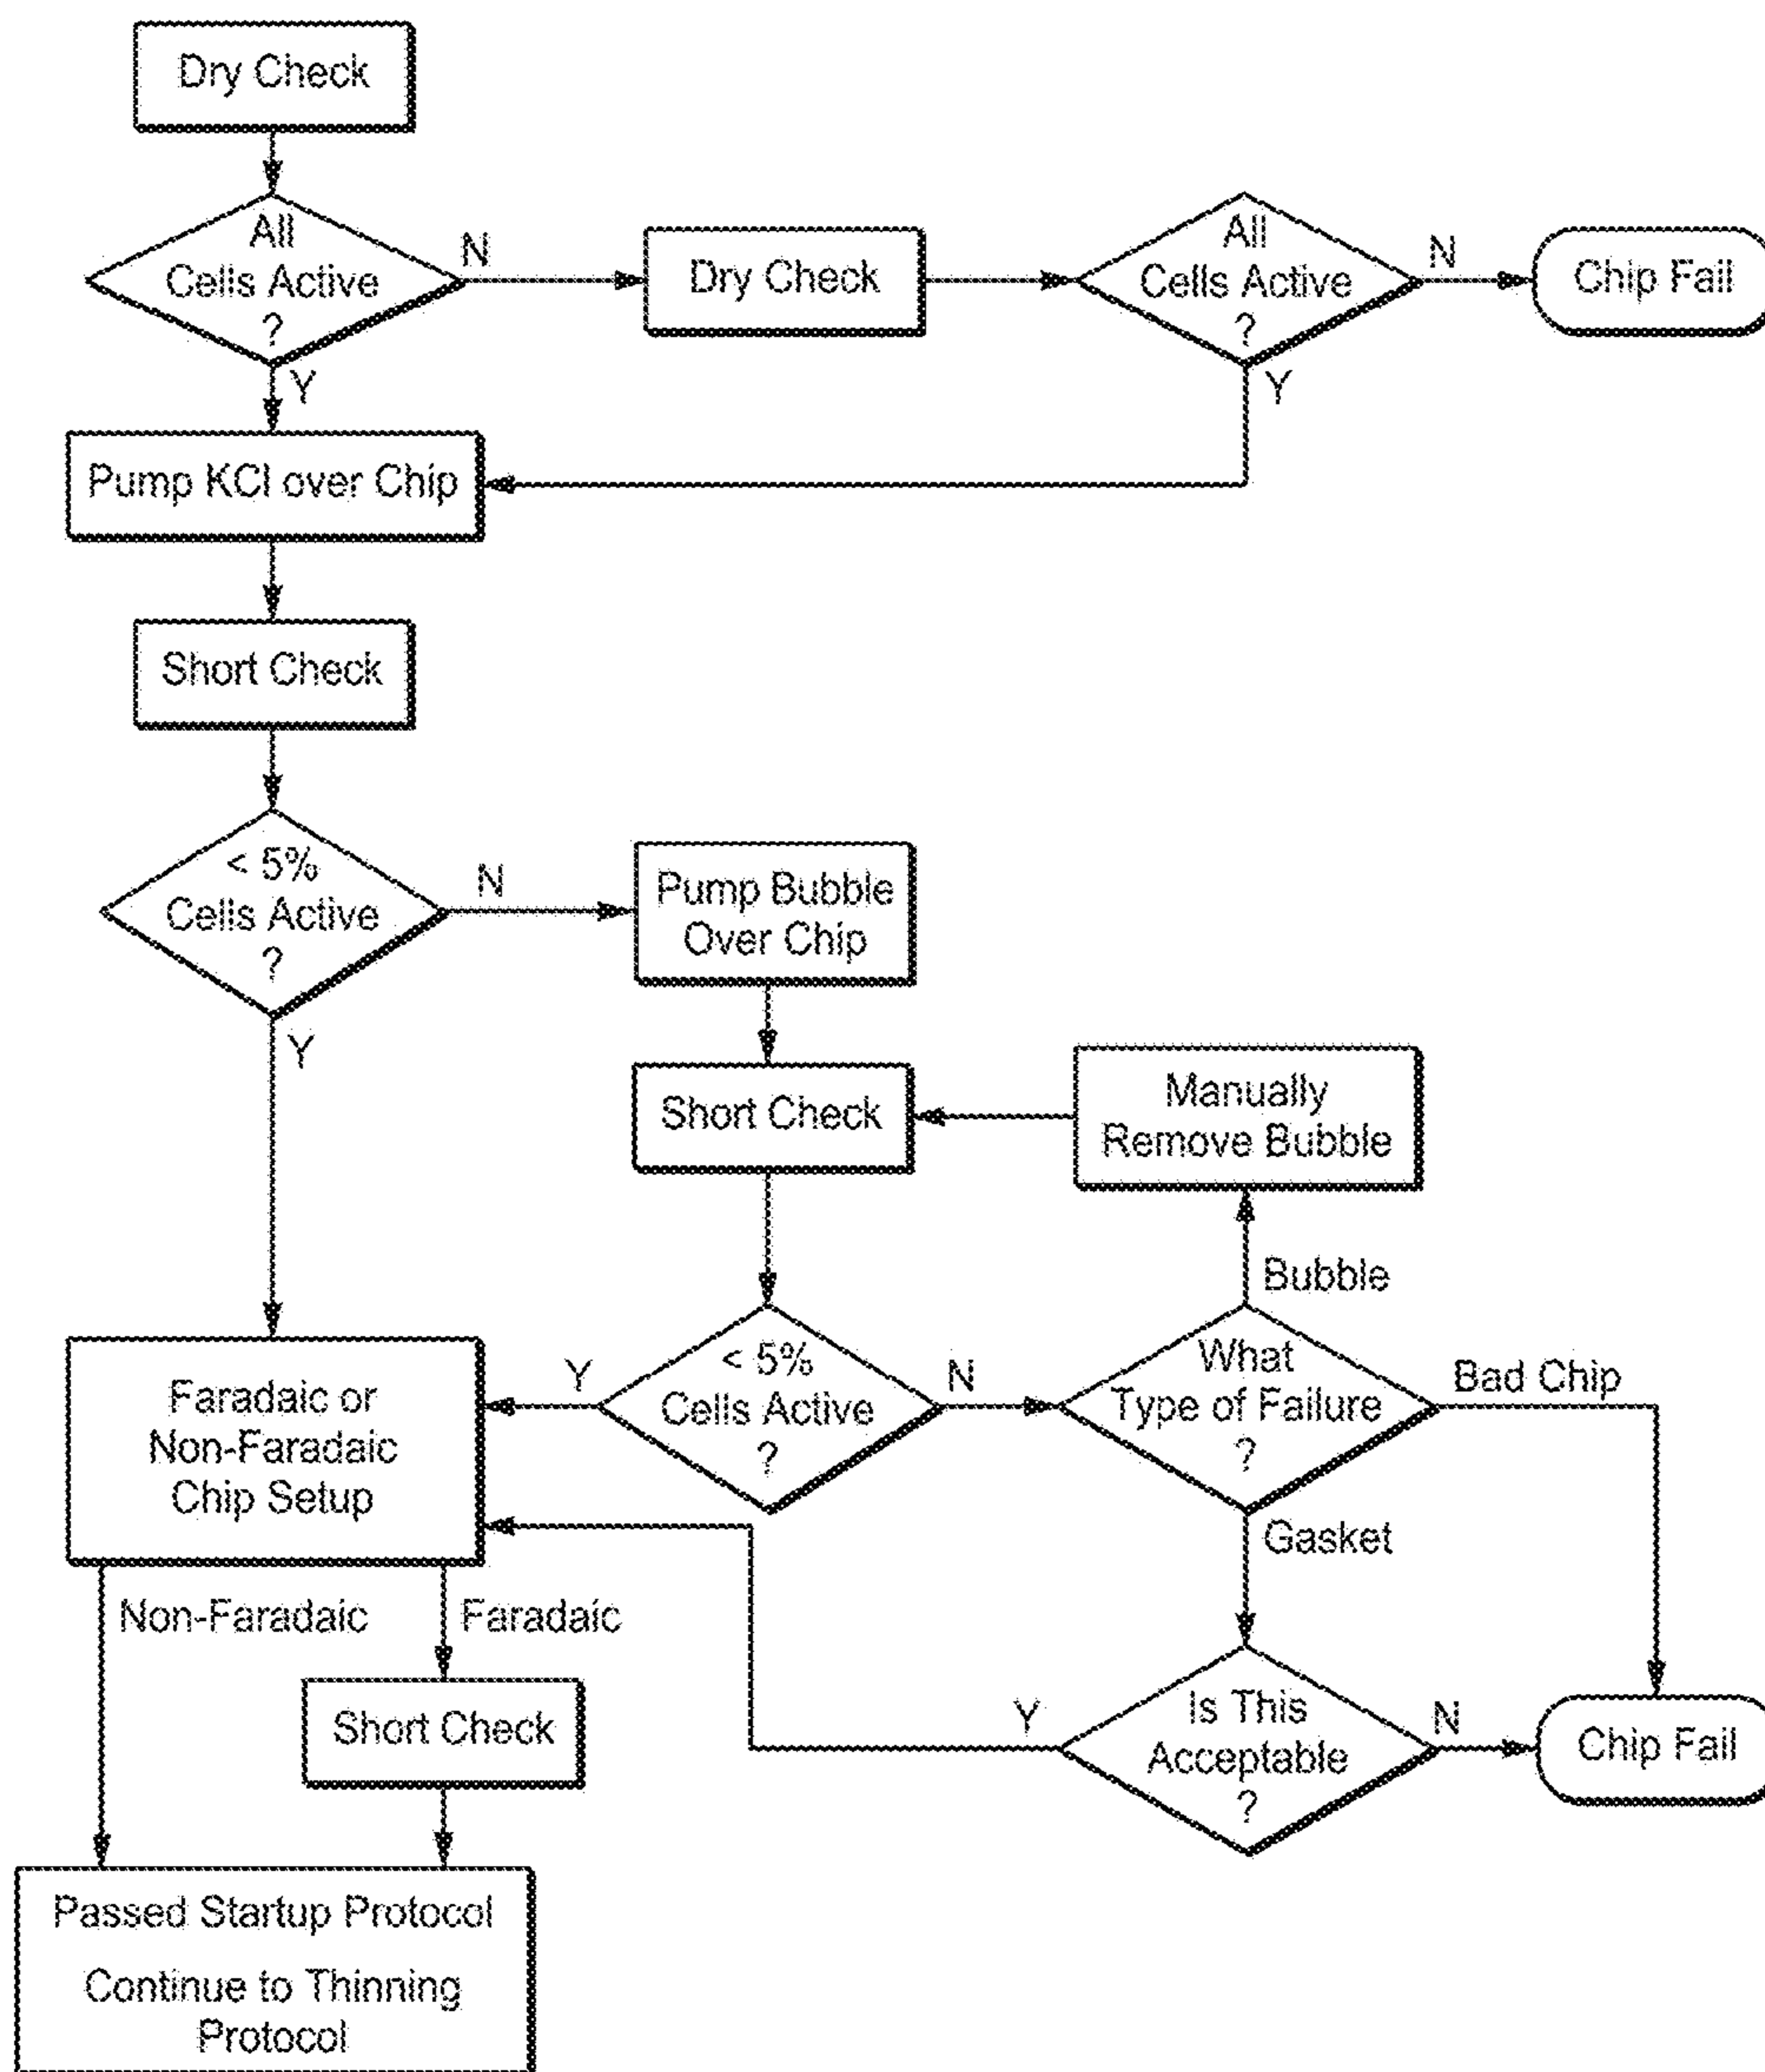 Dry Check
All
Cells Active
?
N
Dry Check
All
Cells Active
?
N
Chip Fail
Y
Y
Pump KCl over Chip
Short Check
< 5%
Cells Active
?
N
Pump Bubble
Over Chip
Y
Short Check
Manually
Remove Bubble
Bubble
Faradaic or
Non-Faradaic
Chip Setup
Y
< 5%
Cells Active
?
N
What
Type of Failure
?
Bad Chip
Gasket
Non-Faradaic
Faradaic
Short Check
Y
Is This
Acceptable
?
N
Chip Fail
Passed Startup Protocol
Continue to Thinning
Protocol